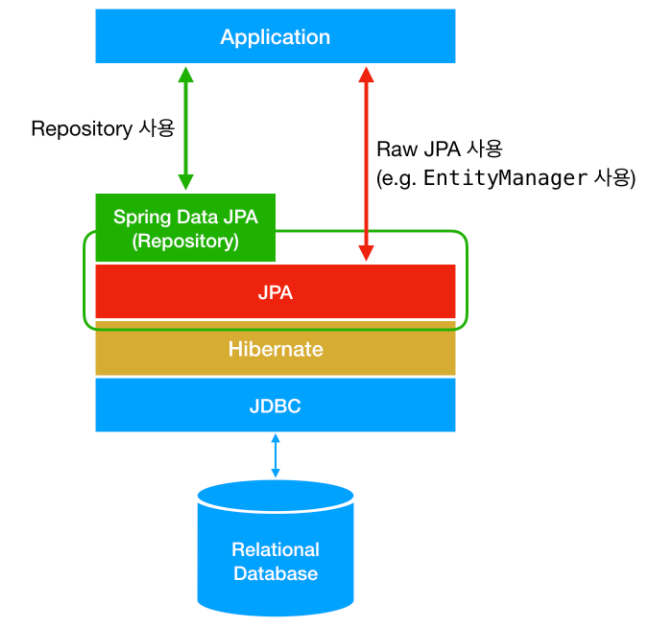 Application
Repository 사용
Raw JPA 사용
(e.g. EntityManager 사용)
Spring Data JPA
(Repository)
JPA
Hibernate
JDBC
Relational
Database